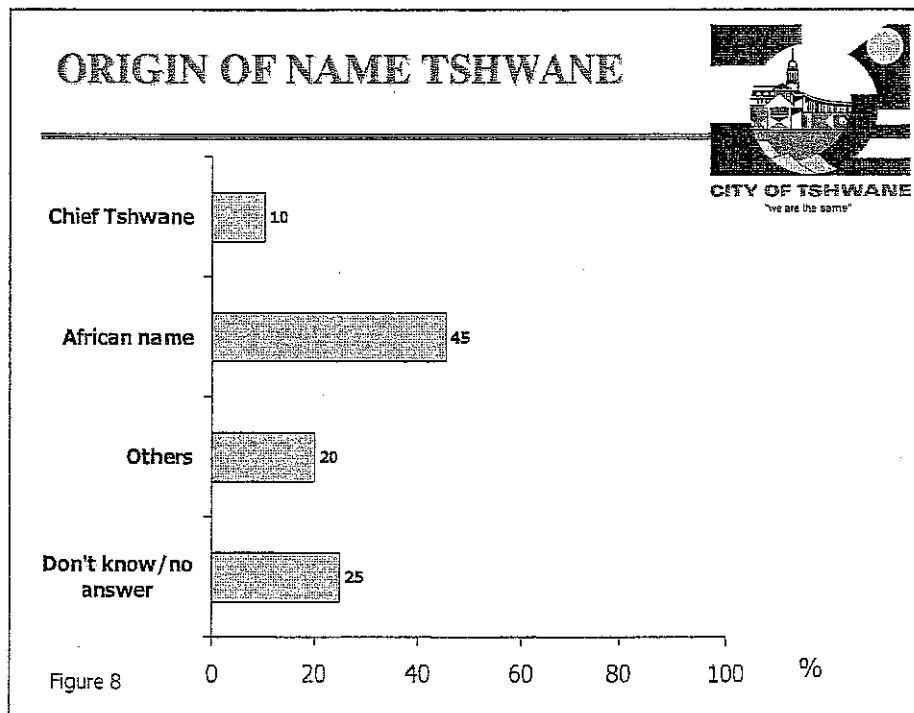 ORIGIN OF NAME TSHWANE
CITY OF TSHWANE
"we are the same"
Chief Tshwane
10
African name
45
Others
20
Don't know/no
answer
25
0 20 40 60 80 100 %
Figure 8